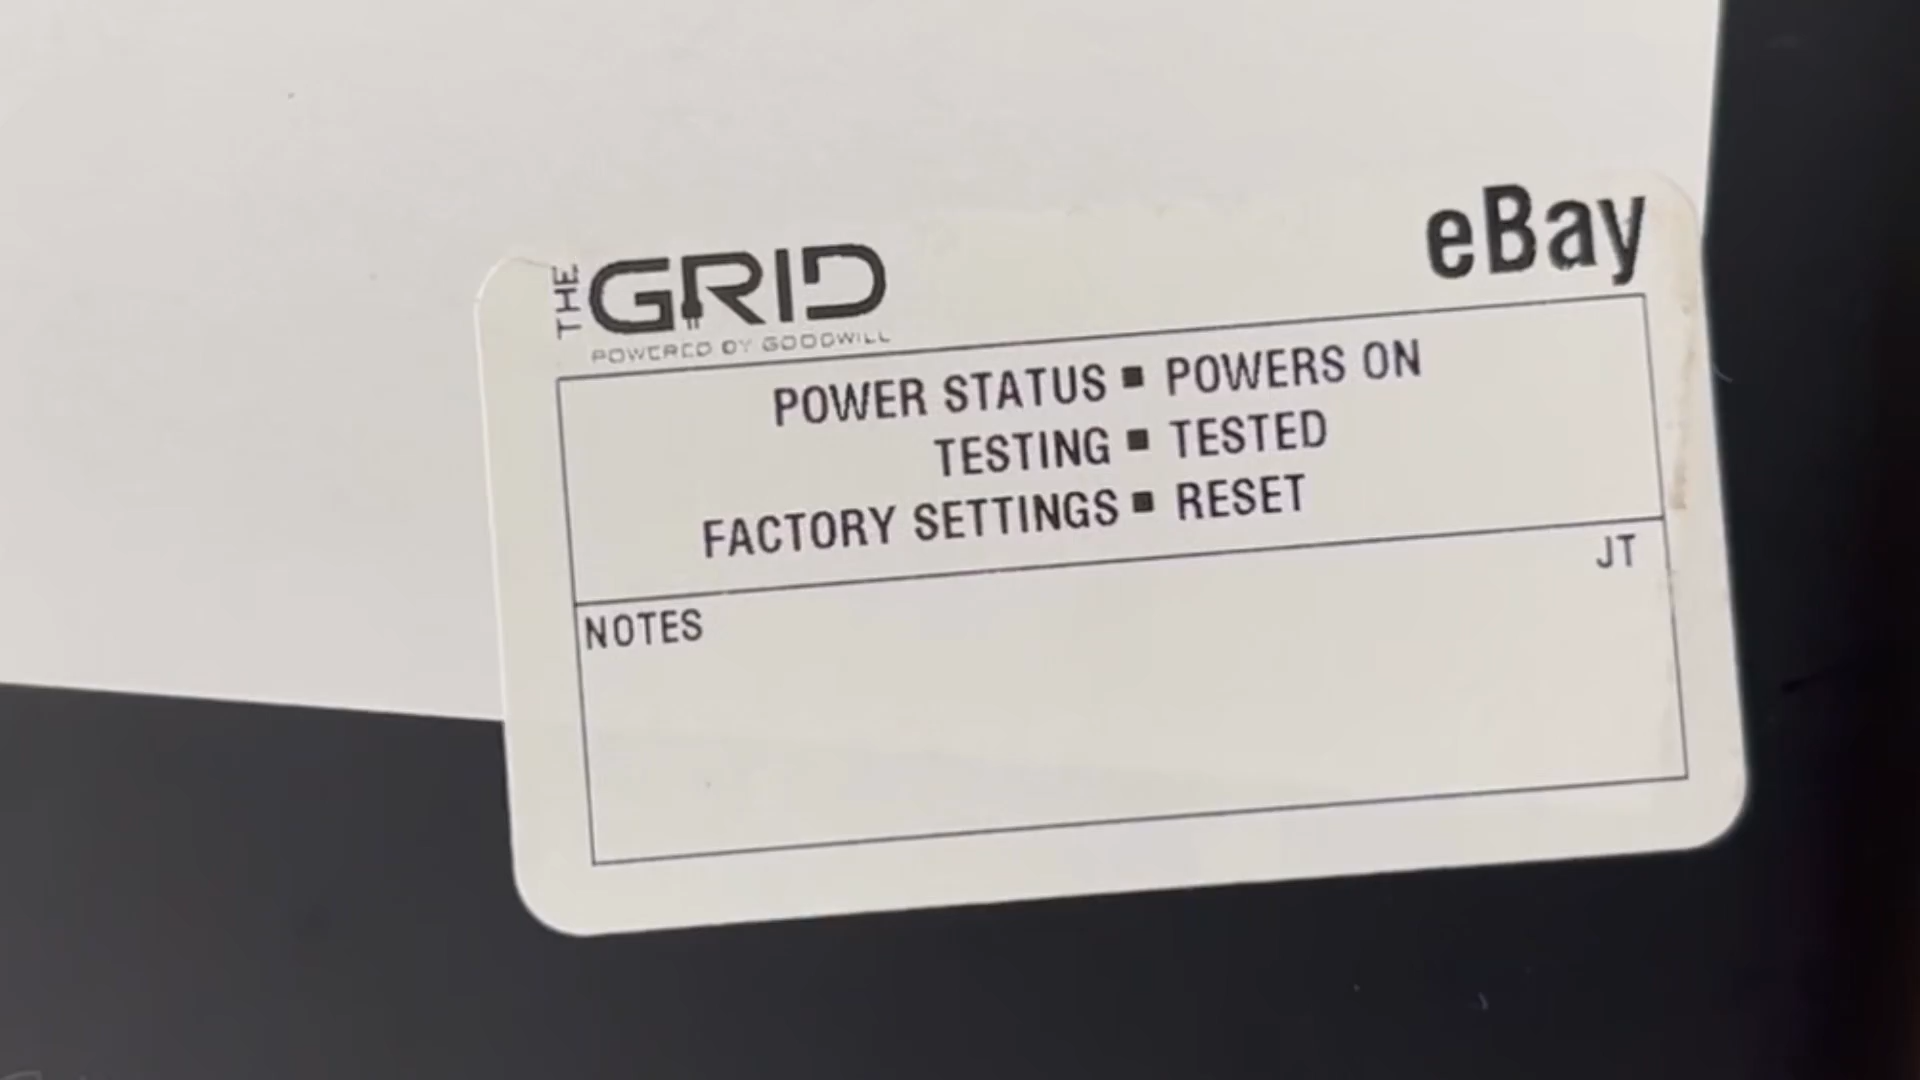 THE GRID
POWERED BY GOODWILL
eBay
POWER STATUS ■ POWERS ON
TESTING ■ TESTED
FACTORY SETTINGS ■ RESET
JT
NOTES